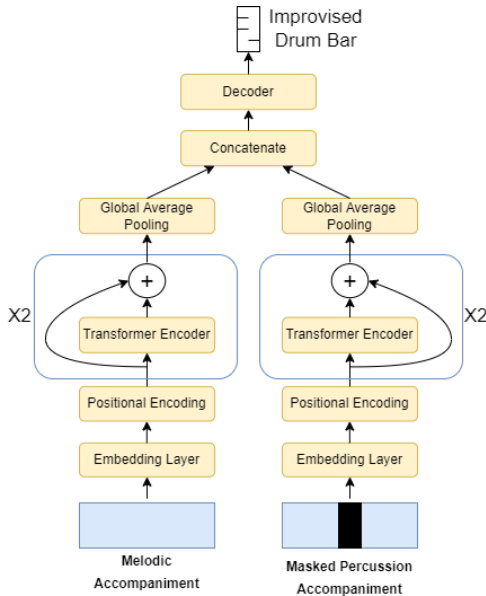 Improvised
Drum Bar
Decoder
Concatenate
Global Average
Pooling
Global Average
Pooling
+
+
X2
X2
Transformer Encoder
Transformer Encoder
Positional Encoding
Positional Encoding
Embedding Layer
Embedding Layer
Melodic
Accompaniment
Masked Percussion
Accompaniment